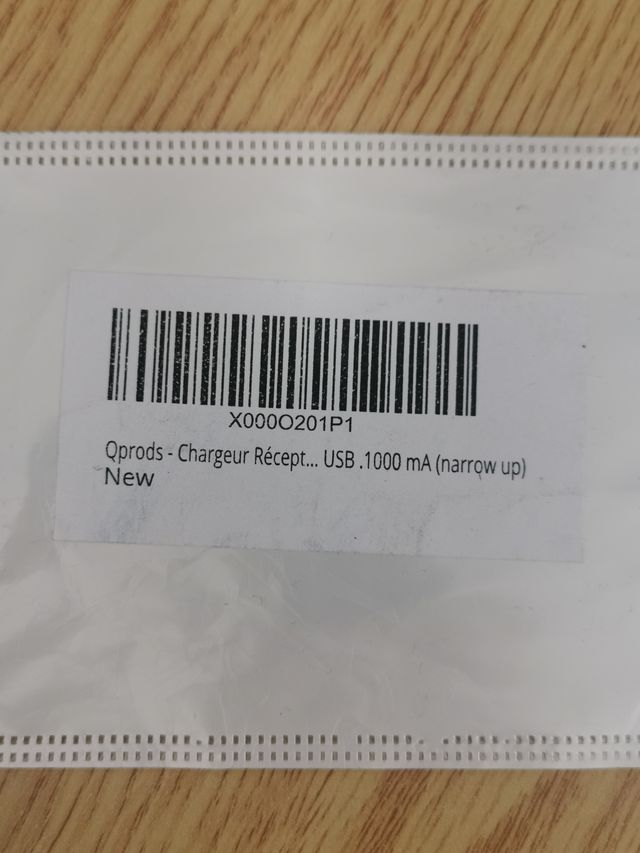 X000O201P1
Qprods - Chargeur Récept... USB .1000 mA (narrow up)
New